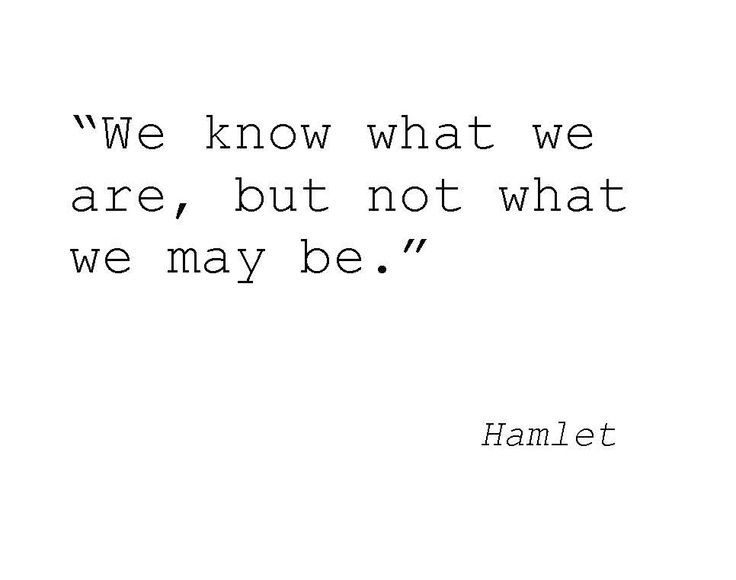 “We know what we
are, but not what
we may be.”
Hamlet